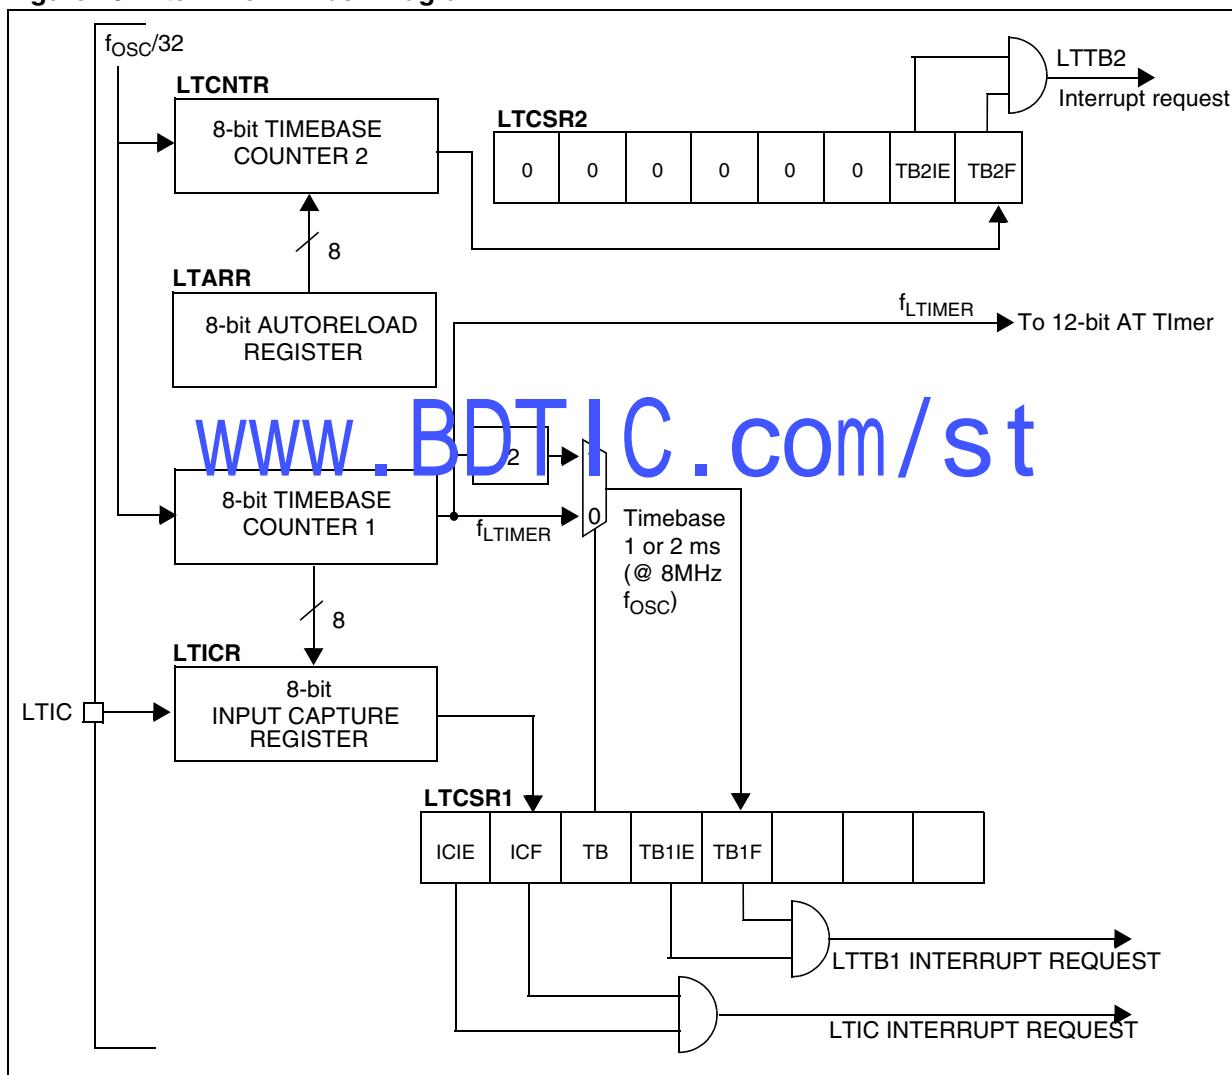 fOSC/32
LTTB2
Interrupt request
LTCNTR
8-bit TIMEBASE
COUNTER 2
LTCSR2
0 0 0 0 0 0 TB2IE TB2F
8
LTARR
8-bit AUTORELOAD
REGISTER
fLTIMER
To 12-bit AT TImer
www.BDTIC.com/st
2
8-bit TIMEBASE
COUNTER 1
fLTIMER
0
Timebase
1 or 2 ms
(@ 8MHz
fOSC)
8
LTICR
8-bit
INPUT CAPTURE
REGISTER
LTIC
LTCSR1
ICIE ICF TB TB1IE TB1F
LTTB1 INTERRUPT REQUEST
LTIC INTERRUPT REQUEST